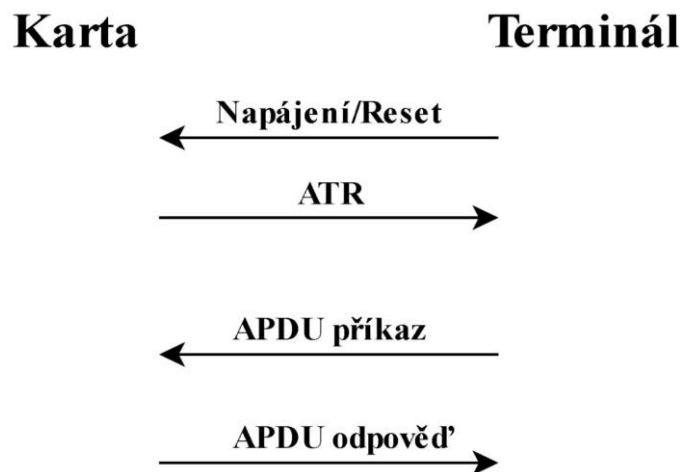 Karta Terminál
Napájení/Reset
ATR
APDU příkaz
APDU odpověď